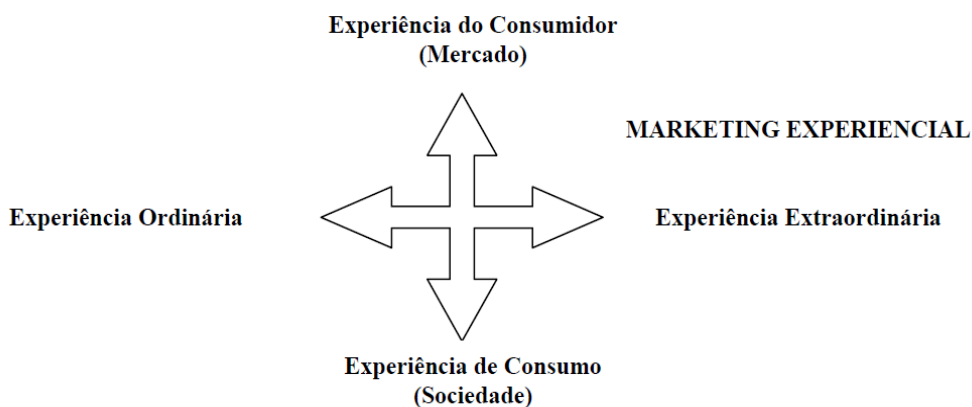 Experiência do Consumidor
(Mercado)
MARKETING EXPERIENCIAL
Experiência Ordinária
Experiência Extraordinária
Experiência de Consumo
(Sociedade)